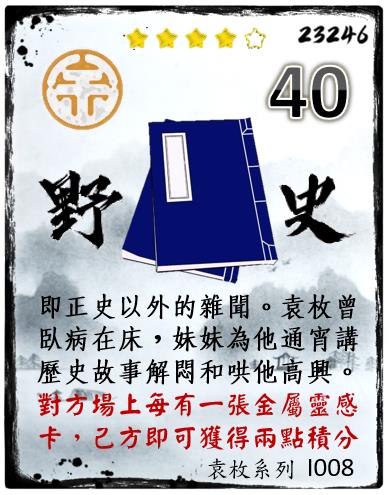 23246
40
野史
即正史以外的雜聞。袁枚曾
臥病在床，妹妹為他通宵講
歷史故事解悶和哄他高興。
對方場上每有一張金屬靈感
卡，己方即可獲得兩點積分
袁枚系列 I008